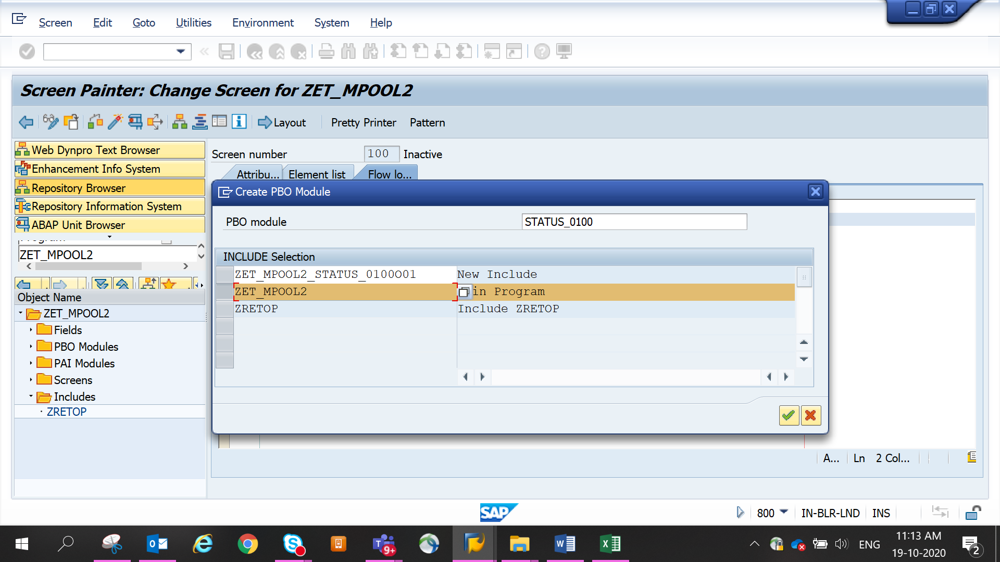 Screen Edit Goto Utilities Environment System Help
Screen Painter: Change Screen for ZET_MPOOL2
Layout Pretty Printer Pattern
Web Dynpro Text Browser
Enhancement Info System
Repository Browser
Repository Information System
ABAP Unit Browser
ZET_MPOOL2
Object Name
ZET_MPOOL2
Fields
PBO Modules
PAI Modules
Screens
Includes
ZRETOP
Screen number 100 Inactive
Attribu... Element list Flow lo...
Create PBO Module
PBO module STATUS_0100
INCLUDE Selection
ZET_MPOOL2_STATUS_0100O01 New Include
ZET_MPOOL2 in Program
ZRETOP Include ZRETOP
A... Ln 2 Col...
SAP
800 IN-BLR-LND INS
9+
ENG
11:13 AM
19-10-2020
2